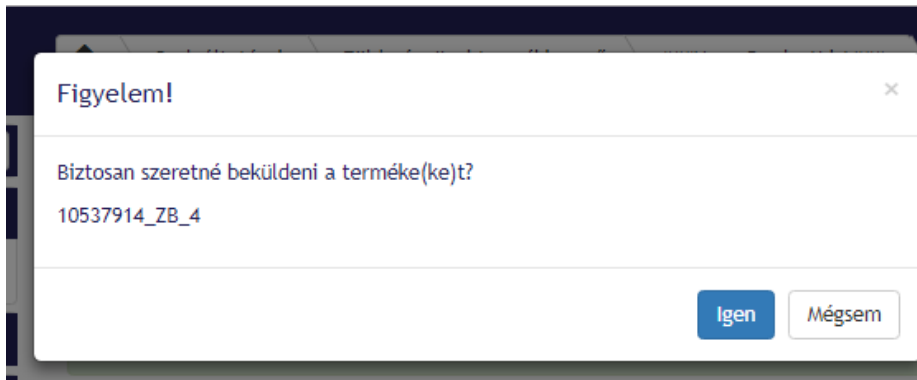 Figyelem!
×
Biztosan szeretné beküldeni a terméke(ke)t?
10537914_ZB_4
Igen
Mégsem